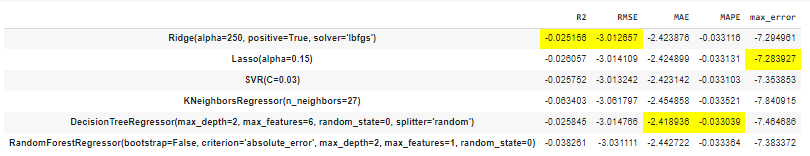 R2 RMSE MAE MAPE max_error
Ridge(alpha=250, positive=True, solver='lbfgs') -0.025156 -3.012657 -2.423876 -0.033116 -7.294961
Lasso(alpha=0.15) -0.026057 -3.014109 -2.424899 -0.033131 -7.283927
SVR(C=0.03) -0.025752 -3.013242 -2.423142 -0.033103 -7.353853
KNeighborsRegressor(n_neighbors=27) -0.063403 -3.061797 -2.454858 -0.033521 -7.840915
DecisionTreeRegressor(max_depth=2, max_features=6, random_state=0, splitter='random') -0.025845 -3.014766 -2.418936 -0.033039 -7.464686
RandomForestRegressor(bootstrap=False, criterion='absolute_error', max_depth=2, max_features=1, random_state=0) -0.038261 -3.031111 -2.442722 -0.033364 -7.383372